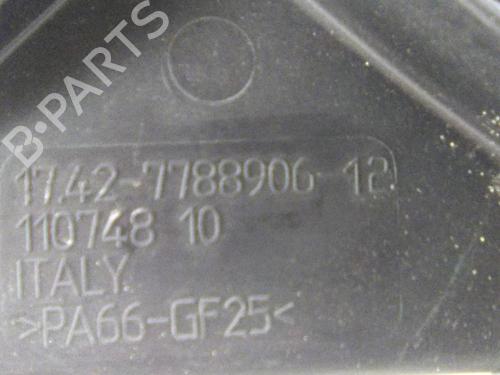 B-PARTS
17.42-7788906-12
110748 10
ITALY
>PA66-GF25<